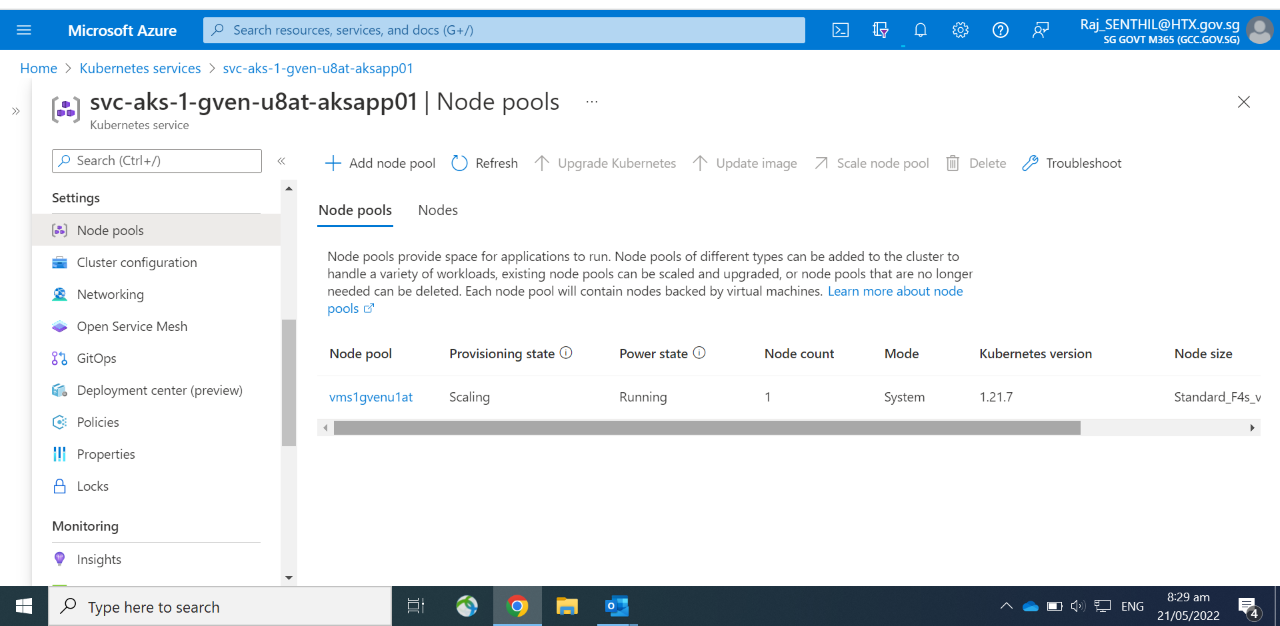 Microsoft Azure
Search resources, services, and docs (G+/)
Raj_SENTHIL@HTX.gov.sg
SG GOVT M365 (GCC.GOV.SG)
Home > Kubernetes services > svc-aks-1-gven-u8at-aksapp01
svc-aks-1-gven-u8at-aksapp01 | Node pools ...
Kubernetes service
Search (Ctrl+/)
Settings
Node pools
Cluster configuration
Networking
Open Service Mesh
GitOps
Deployment center (preview)
Policies
Properties
Locks
Monitoring
Insights
Add node pool Refresh Upgrade Kubernetes Update image Scale node pool Delete Troubleshoot
Node pools Nodes
Node pools provide space for applications to run. Node pools of different types can be added to the cluster to
handle a variety of workloads, existing node pools can be scaled and upgraded, or node pools that are no longer
needed can be deleted. Each node pool will contain nodes backed by virtual machines. Learn more about node
pools
Node pool Provisioning state Power state Node count Mode Kubernetes version Node size
vms1gvenu1at Scaling Running 1 System 1.21.7 Standard_F4s_v
Type here to search
ENG
8:29 am
21/05/2022
4